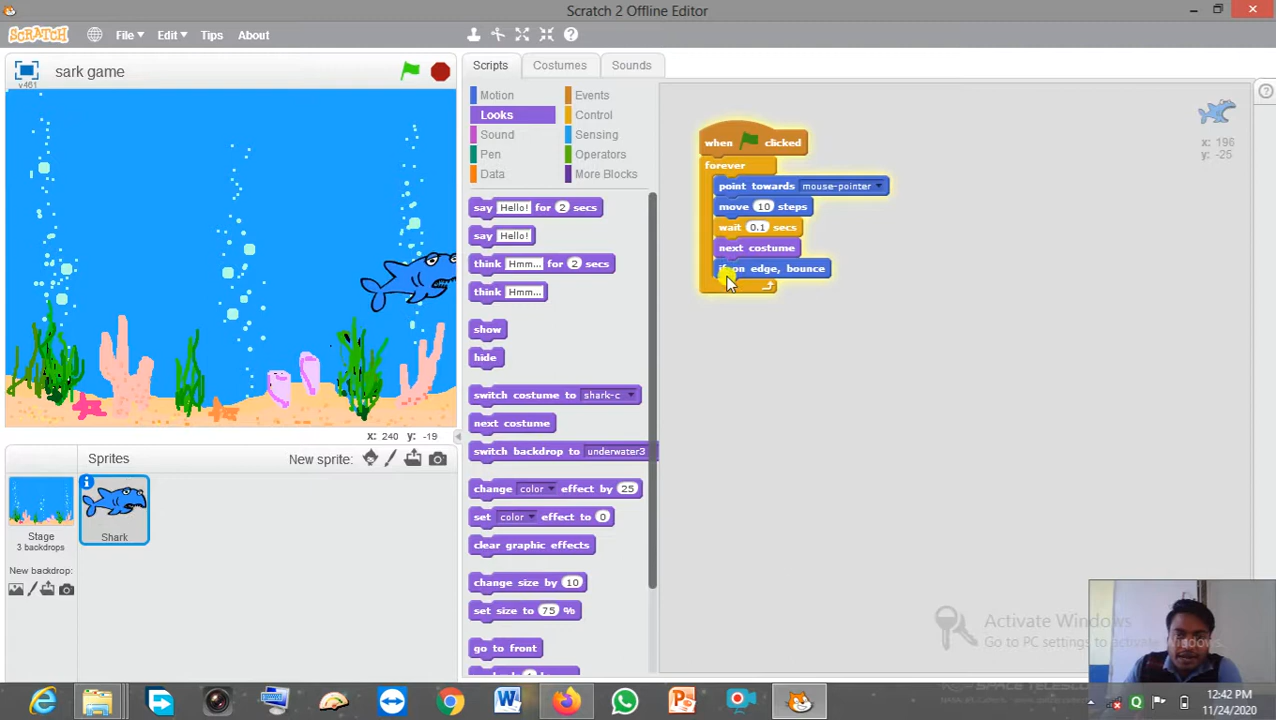 Scratch 2 Offline Editor
SCRATCH File Edit Tips About
v461 sark game
Scripts Costumes Sounds
Motion Events
Looks Control
Sound Sensing
Pen Operators
Data More Blocks
say Hello! for 2 secs
say Hello!
think Hmm... for 2 secs
think Hmm...
show
hide
switch costume to shark-c
next costume
switch backdrop to underwater3
change color effect by 25
set color effect to 0
clear graphic effects
change size by 10
set size to 75 %
go to front
when clicked
forever
point towards mouse-pointer
move 10 steps
wait 0.1 secs
next costume
if on edge, bounce
x: 196
y: -25
x: 240 y: -19
Sprites New sprite:
Stage
3 backdrops
New backdrop:
Shark
Activate Windows
Go to PC settings to activate Windows.
12:42 PM
11/24/2020